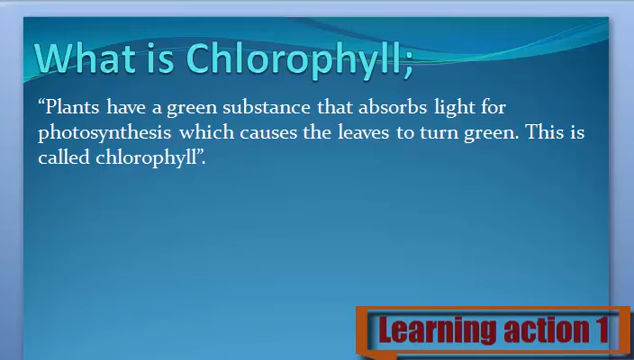 What is Chlorophyll;
“Plants have a green substance that absorbs light for
photosynthesis which causes the leaves to turn green. This is
called chlorophyll”.
Learning action 1